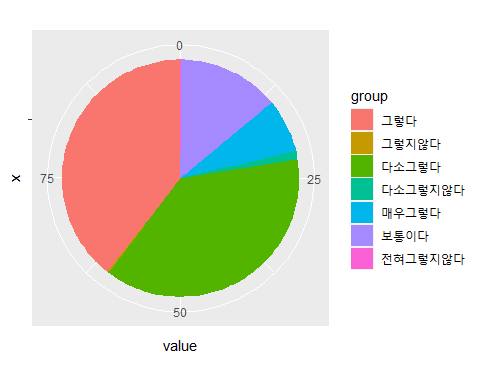 0
25
50
75
x
value
group
그렇다
그렇지않다
다소그렇다
다소그렇지않다
매우그렇다
보통이다
전혀그렇지않다